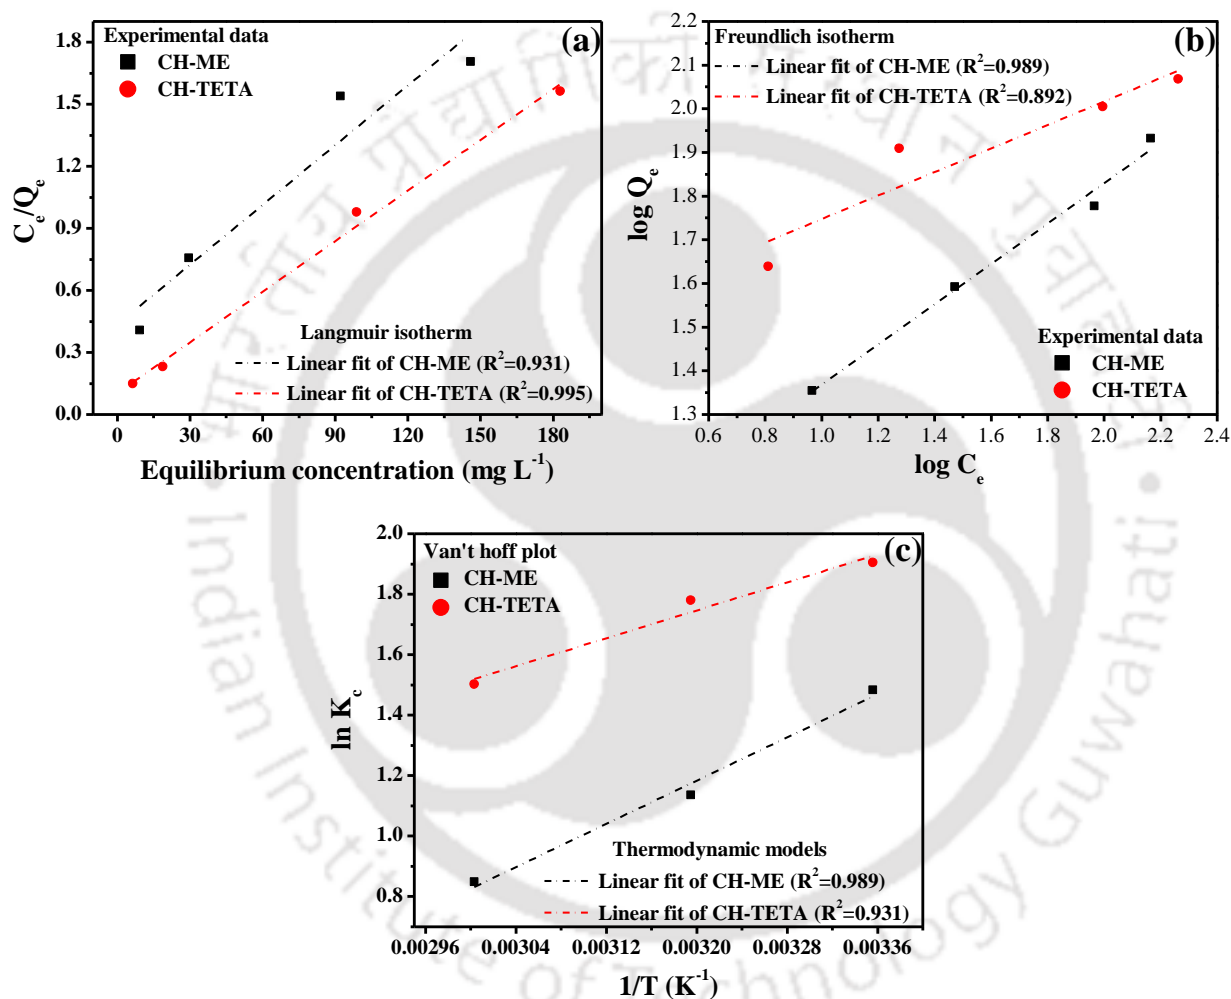 (a)
Experimental data
CH-ME
CH-TETA
C_e/Q_e
1.8
1.5
1.2
0.9
0.6
0.3
0.0
Langmuir isotherm
Linear fit of CH-ME (R²=0.931)
Linear fit of CH-TETA (R²=0.995)
0 30 60 90 120 150 180
Equilibrium concentration (mg L⁻¹)
(b)
Freundlich isotherm
Linear fit of CH-ME (R²=0.989)
Linear fit of CH-TETA (R²=0.892)
log Q_e
2.2
2.1
2.0
1.9
1.8
1.7
1.6
1.5
1.4
1.3
Experimental data
CH-ME
CH-TETA
0.6 0.8 1.0 1.2 1.4 1.6 1.8 2.0 2.2 2.4
log C_e
(c)
Van't hoff plot
CH-ME
CH-TETA
ln K_c
2.0
1.8
1.6
1.4
1.2
1.0
0.8
Thermodynamic models
Linear fit of CH-ME (R²=0.989)
Linear fit of CH-TETA (R²=0.931)
0.00296 0.00304 0.00312 0.00320 0.00328 0.00336
1/T (K⁻¹)
Indian Institute of Technology Guwahati